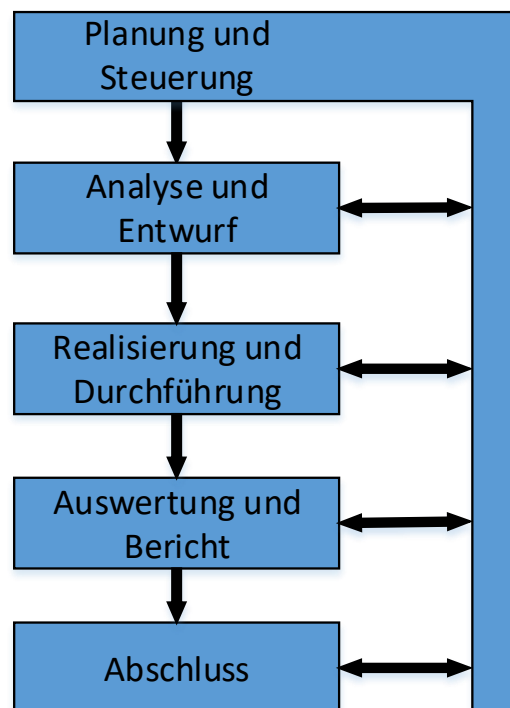 Planung und
Steuerung
Analyse und
Entwurf
Realisierung und
Durchführung
Auswertung und
Bericht
Abschluss